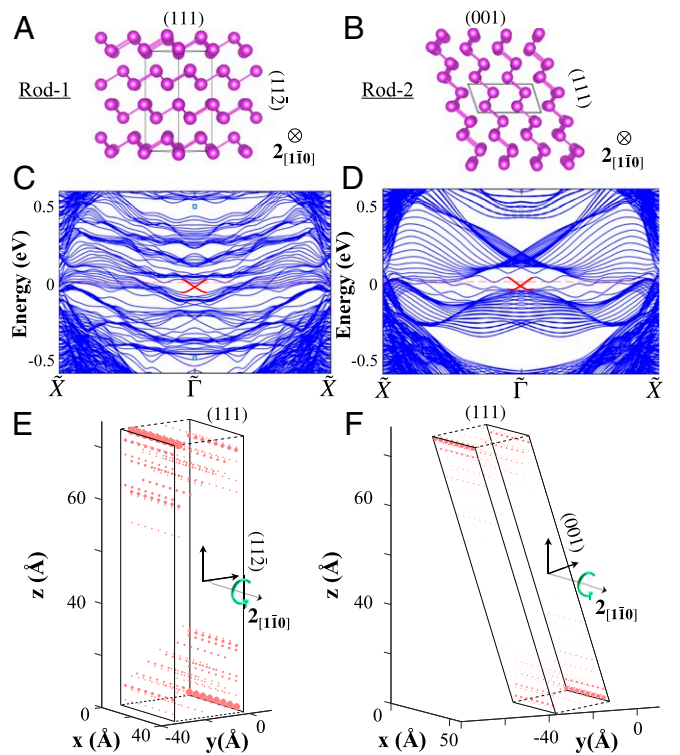 A
(111)
Rod-1
(112̄)
⊗
2[11̄0]
B
(001)
Rod-2
(111)
⊗
2[11̄0]
C
Energy (eV)
0.5
0
-0.5
X̃
Γ̃
X̃
D
Energy (eV)
0.5
0
-0.5
X̃
Γ̃
X̃
E
(111)
z (Å)
60
40
20
0
x (Å)
40
-40
y(Å)
0
(112̄)
2[11̄0]
F
(111)
z (Å)
60
40
20
0
x (Å)
50
-40
y(Å)
0
(001)
2[11̄0]